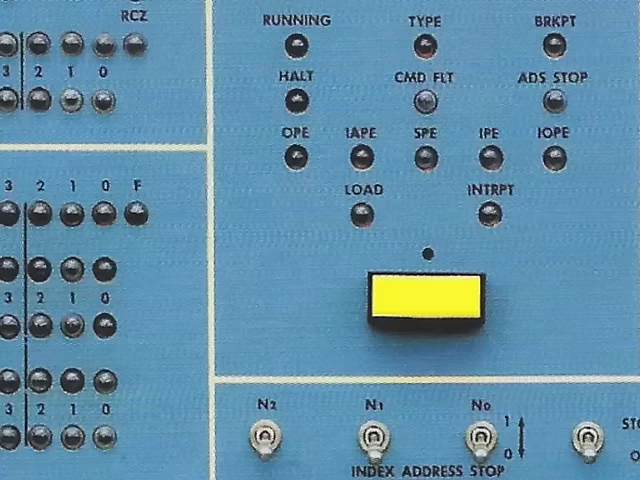 RCZ
3 2 1 0
3 2 1 0 F
3 2 1 0
3 2 1 0
RUNNING TYPE BRKPT
HALT CMD FLT ADS STOP
OPE IAPE SPE IPE IOPE
LOAD INTRPT
N2 N1 N0 1
0
INDEX ADDRESS STOP